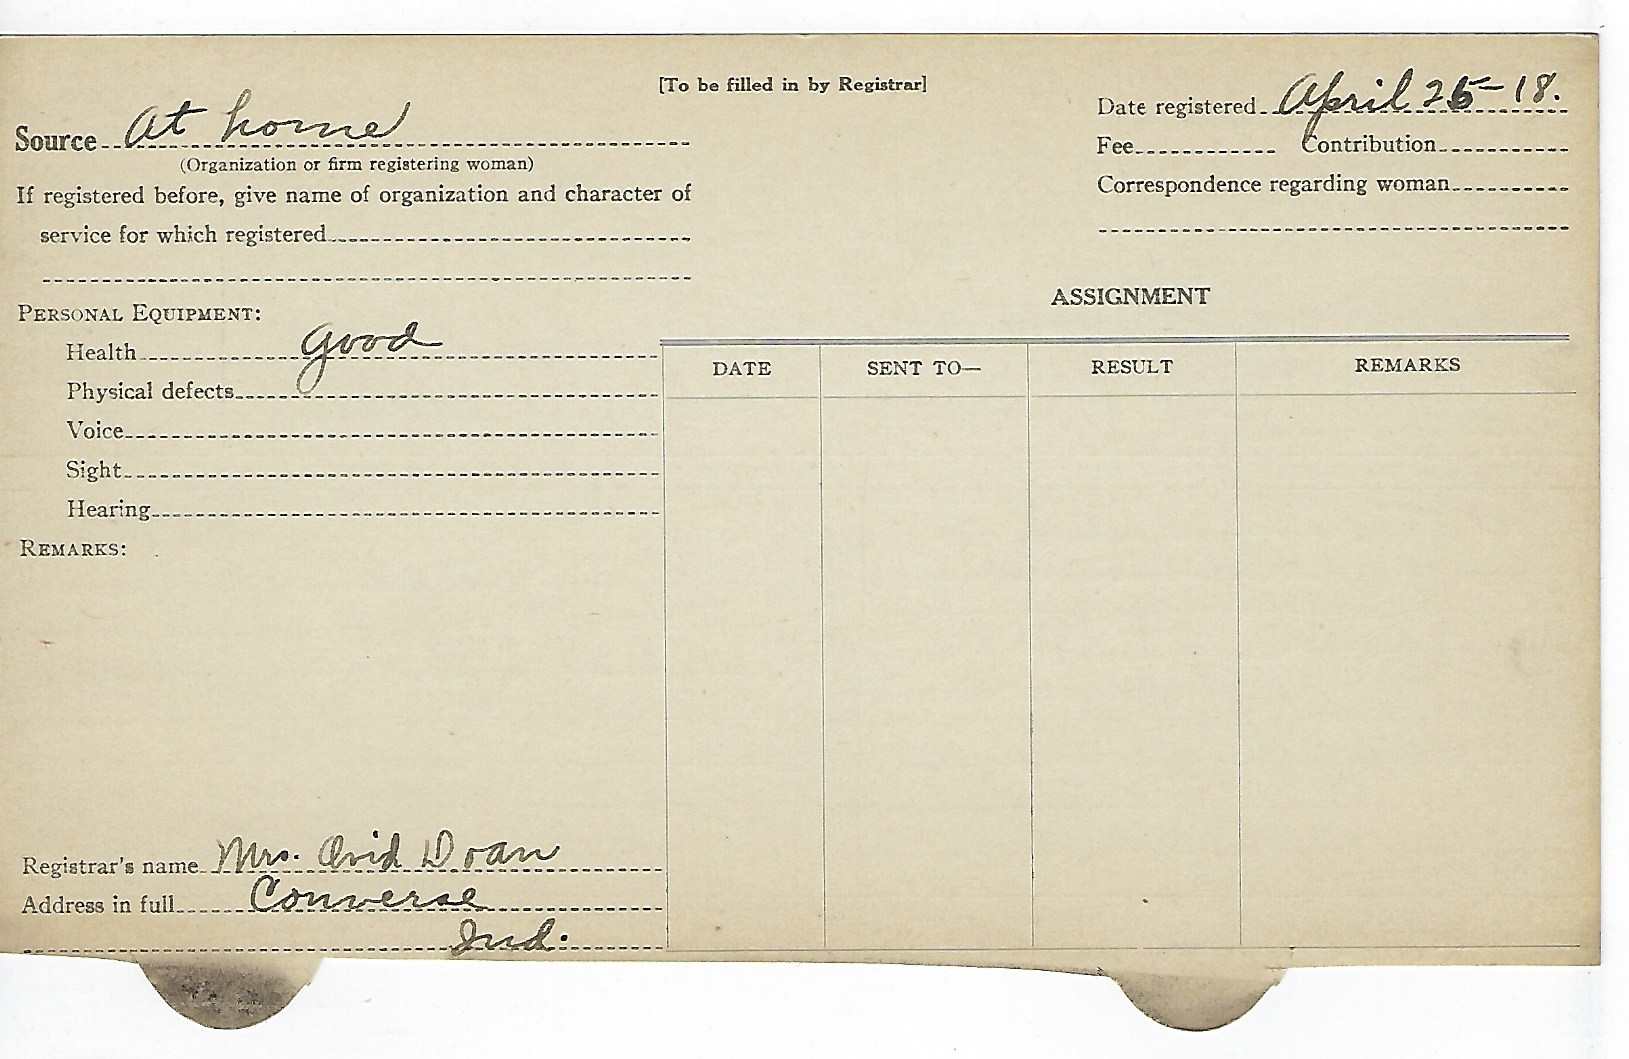 [To be filled in by Registrar]
Source At home
(Organization or firm registering woman)
If registered before, give name of organization and character of
service for which registered
Date registered April 25-18.
Fee Contribution
Correspondence regarding woman
PERSONAL EQUIPMENT:
Health good
Physical defects
Voice
Sight
Hearing
REMARKS:
ASSIGNMENT
DATE SENT TO— RESULT REMARKS
Registrar's name Mrs. Ovid Doan
Address in full Converse
Ind.